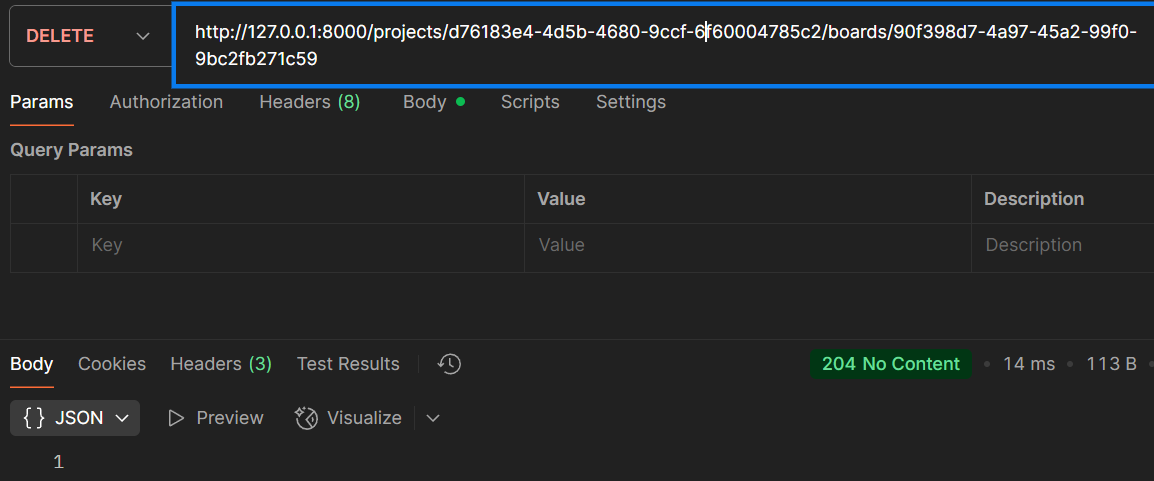 DELETE
http://127.0.0.1:8000/projects/d76183e4-4d5b-4680-9ccf-6f60004785c2/boards/90f398d7-4a97-45a2-99f0-
9bc2fb271c59
Params Authorization Headers (8) Body Scripts Settings
Query Params
Key Value Description
Key Value Description
Body Cookies Headers (3) Test Results 204 No Content • 14 ms • 113 B •
{} JSON Preview Visualize
1